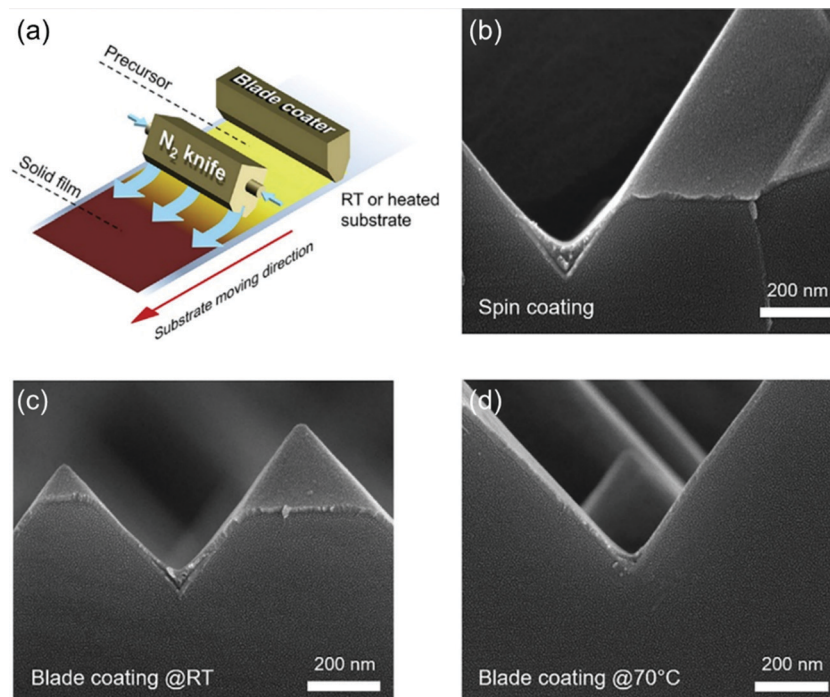 (a)
Precursor
Blade coater
N₂ knife
Solid film
RT or heated
substrate
Substrate moving direction
(b)
200 nm
Spin coating
(c)
200 nm
Blade coating @RT
(d)
200 nm
Blade coating @70°C